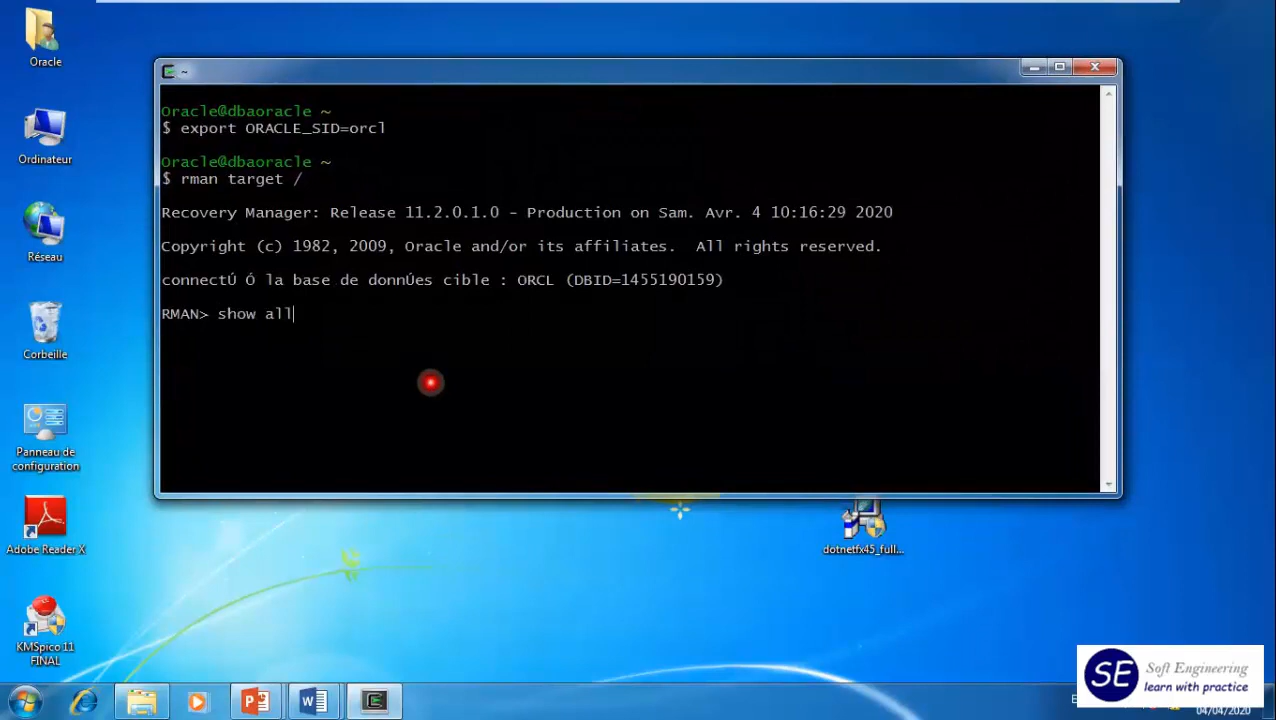 Oracle
Ordinateur
Réseau
Corbeille
Panneau de
configuration
Adobe Reader X
KMSpico 11
FINAL
~
Oracle@dbaoracle ~
$ export ORACLE_SID=orcl
Oracle@dbaoracle ~
$ rman target /
Recovery Manager: Release 11.2.0.1.0 - Production on Sam. Avr. 4 10:16:29 2020
Copyright (c) 1982, 2009, Oracle and/or its affiliates.  All rights reserved.
connectÚ Ó la base de donnÚes cible : ORCL (DBID=1455190159)
RMAN> show all
dotnetfx45_full...
SE
Soft Engineering
learn with practice
04/04/2020